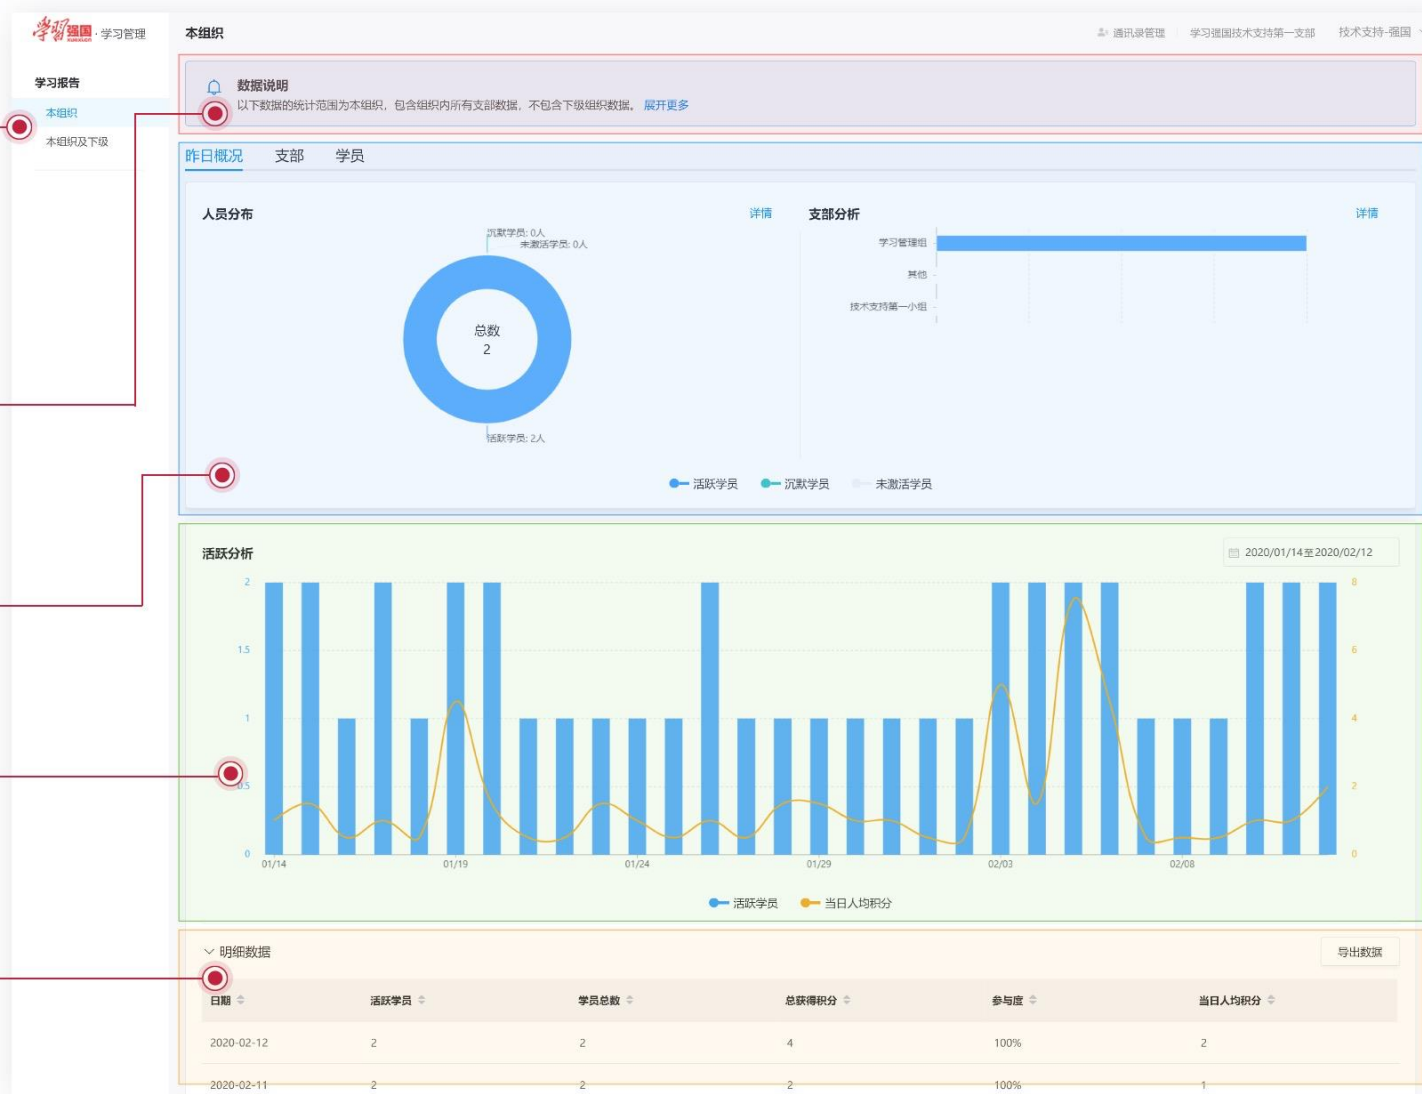 学习强国 · 学习管理
本组织
通讯录管理 学习强国技术支持第一支部 技术支持-强国
学习报告
本组织
本组织及下级
数据说明
以下数据的统计范围为本组织，包含组织内所有支部数据，不包含下级组织数据。 展开更多
昨日概况 支部 学员
人员分布 详情
沉默学员: 0人
未激活学员: 0人
总数
2
活跃学员: 2人
支部分析 详情
学习管理组
其他
技术支持第一小组
活跃学员 沉默学员 未激活学员
活跃分析
2020/01/14至2020/02/12
2 8
1.5 6
1 4
0.5 2
0 0
01/14 01/19 01/24 01/29 02/03 02/08
活跃学员 当日人均积分
明细数据 导出数据
日期 活跃学员 学员总数 总获得积分 参与度 当日人均积分
2020-02-12 2 2 4 100% 2
2020-02-11 2 2 2 100% 1